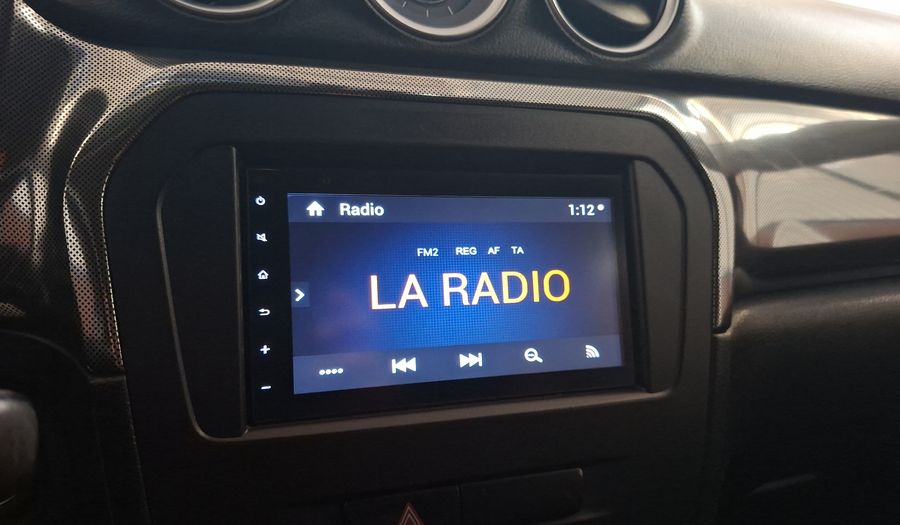 Radio 1:12
FM2 REG AF TA
LA RADIO